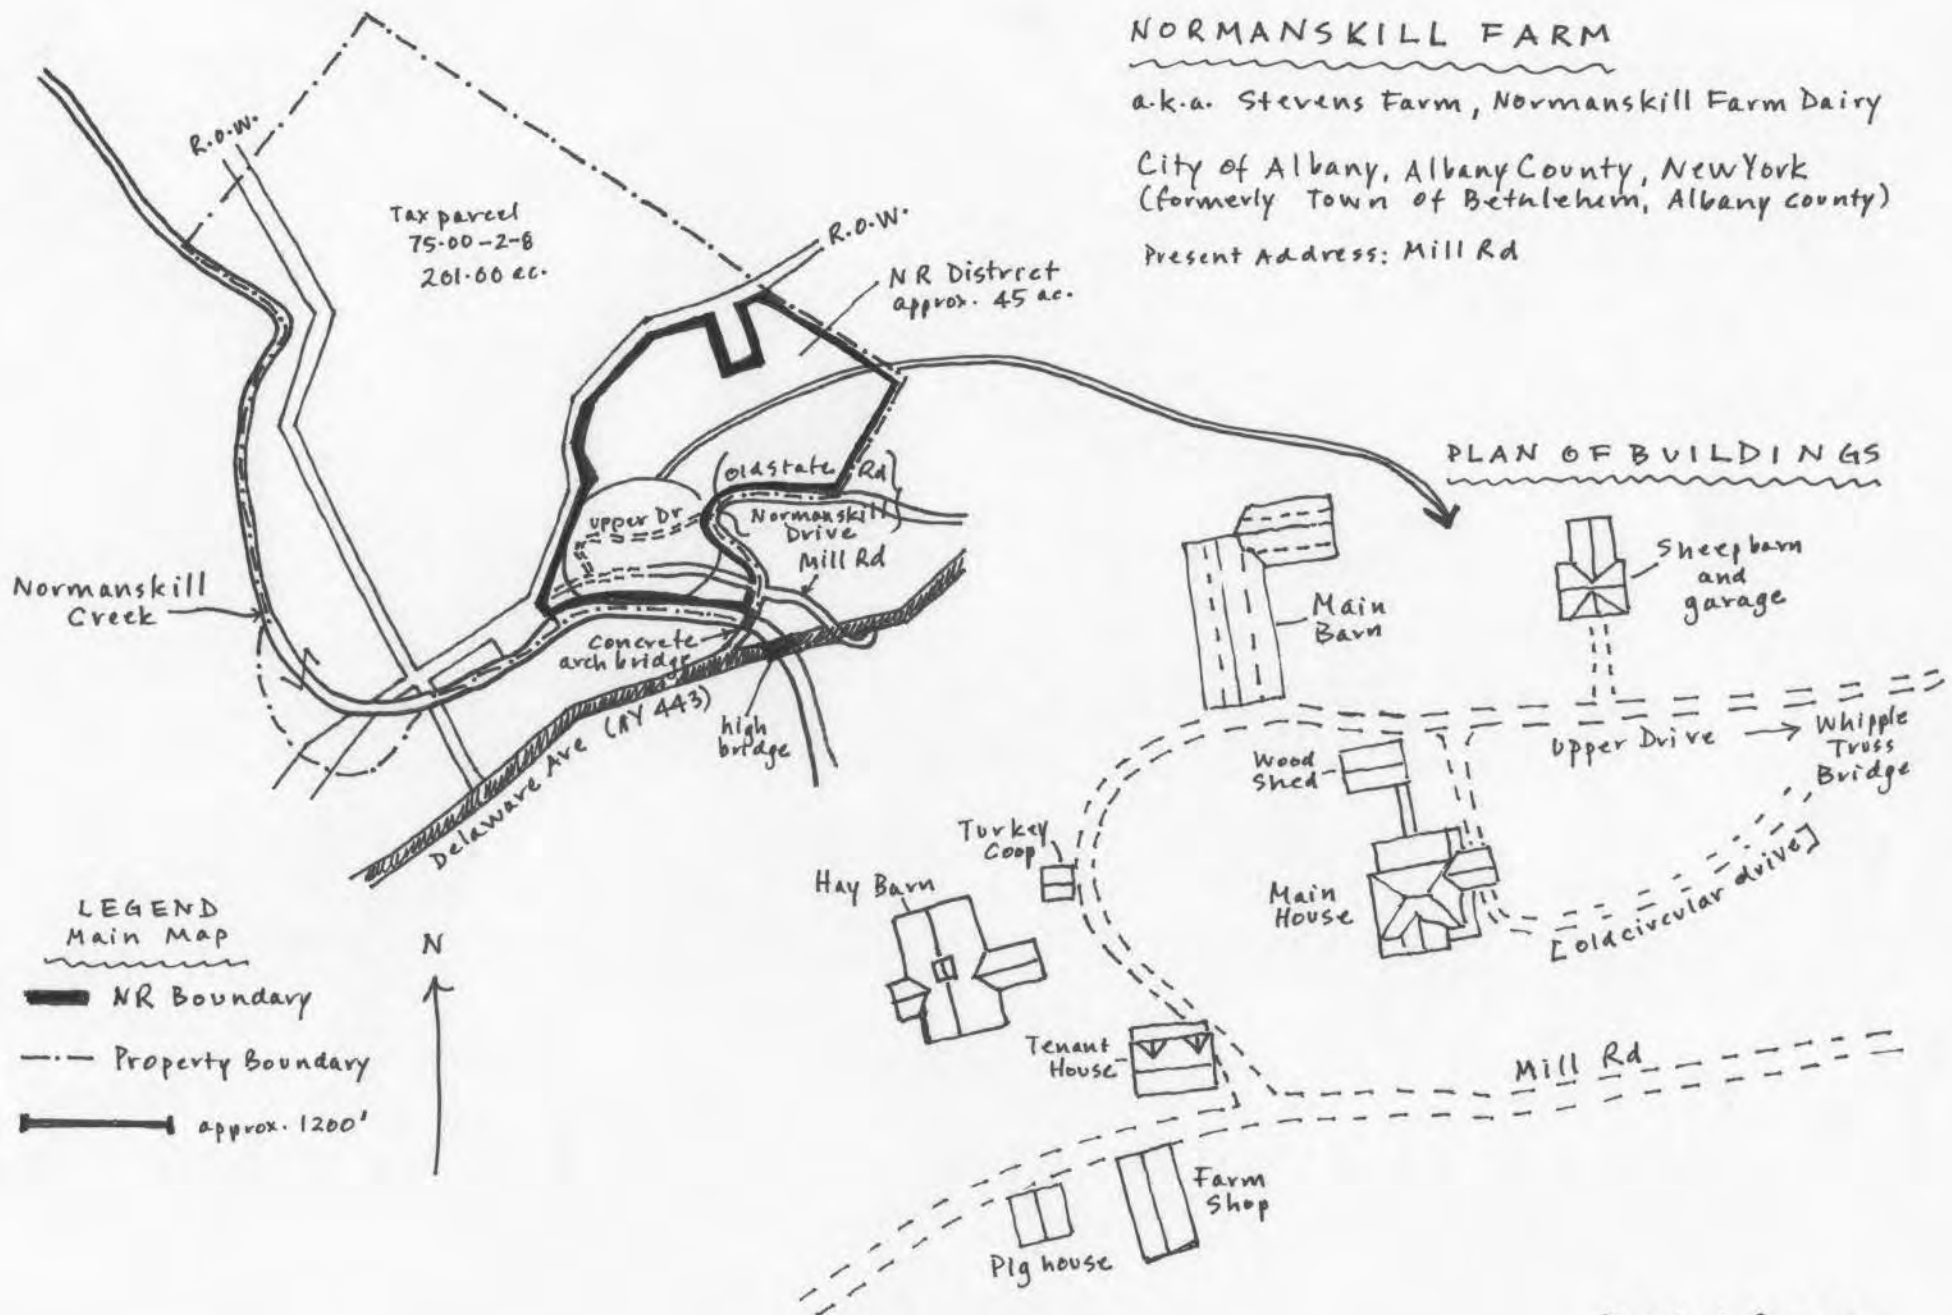 NORMANSKILL FARM
a.k.a. Stevens Farm, Normanskill Farm Dairy
City of Albany, Albany County, New York
(formerly Town of Bethlehem, Albany county)
Present Address: Mill Rd
R.O.W.
Tax parcel
75.00-2-8
201.60 ac.
R.O.W.
NR District
approx. 45 ac.
(old state Rd)
Normanskill
Drive
upper Dr
Mill Rd
Normanskill
Creek
concrete
arch bridge
high
bridge
Delaware Ave (NY 443)
LEGEND
Main Map
NR Boundary
Property Boundary
approx. 1200'
N
PLAN OF BUILDINGS
Main
Barn
Sheep barn
and
garage
Upper Drive
Whipple
Truss
Bridge
Wood
Shed
Turkey
Coop
Hay Barn
Main
House
[old circular drive]
Tenant
House
Mill Rd
Farm
Shop
Pig house